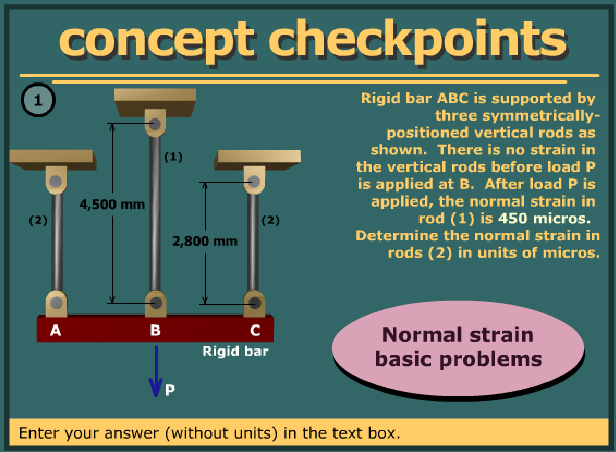 concept checkpoints
1
Rigid bar ABC is supported by
three symmetrically-
positioned vertical rods as
shown. There is no strain in
the vertical rods before load P
is applied at B. After load P is
applied, the normal strain in
rod (1) is 450 micros.
Determine the normal strain in
rods (2) in units of micros.
(1)
4,500 mm
(2)
(2)
2,800 mm
A
B
C
Rigid bar
P
Normal strain
basic problems
Enter your answer (without units) in the text box.